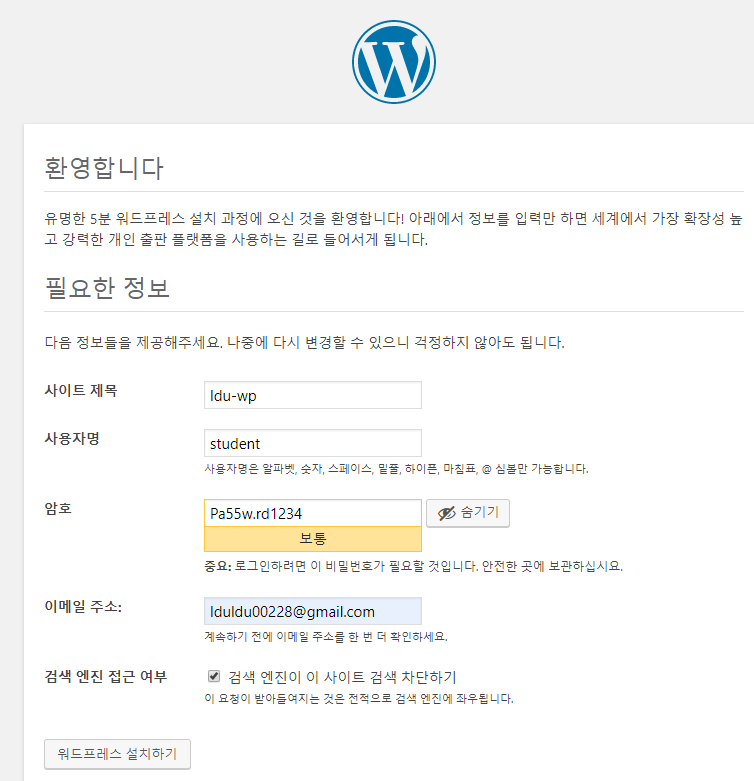 환영합니다
유명한 5분 워드프레스 설치 과정에 오신 것을 환영합니다! 아래에서 정보를 입력만 하면 세계에서 가장 확장성 높
고 강력한 개인 출판 플랫폼을 사용하는 길로 들어서게 됩니다.
필요한 정보
다음 정보들을 제공해주세요. 나중에 다시 변경할 수 있으니 걱정하지 않아도 됩니다.
사이트 제목
ldu-wp
사용자명
student
사용자명은 알파벳, 숫자, 스페이스, 밑풀, 하이픈, 마침표, @ 심볼만 가능합니다.
암호
Pa55w.rd1234
숨기기
보통
중요: 로그인하려면 이 비밀번호가 필요할 것입니다. 안전한 곳에 보관하십시요.
이메일 주소:
lduldu00228@gmail.com
계속하기 전에 이메일 주소를 한 번 더 확인하세요.
검색 엔진 접근 여부
검색 엔진이 이 사이트 검색 차단하기
이 요청이 받아들여지는 것은 전적으로 검색 엔진에 좌우됩니다.
워드프레스 설치하기